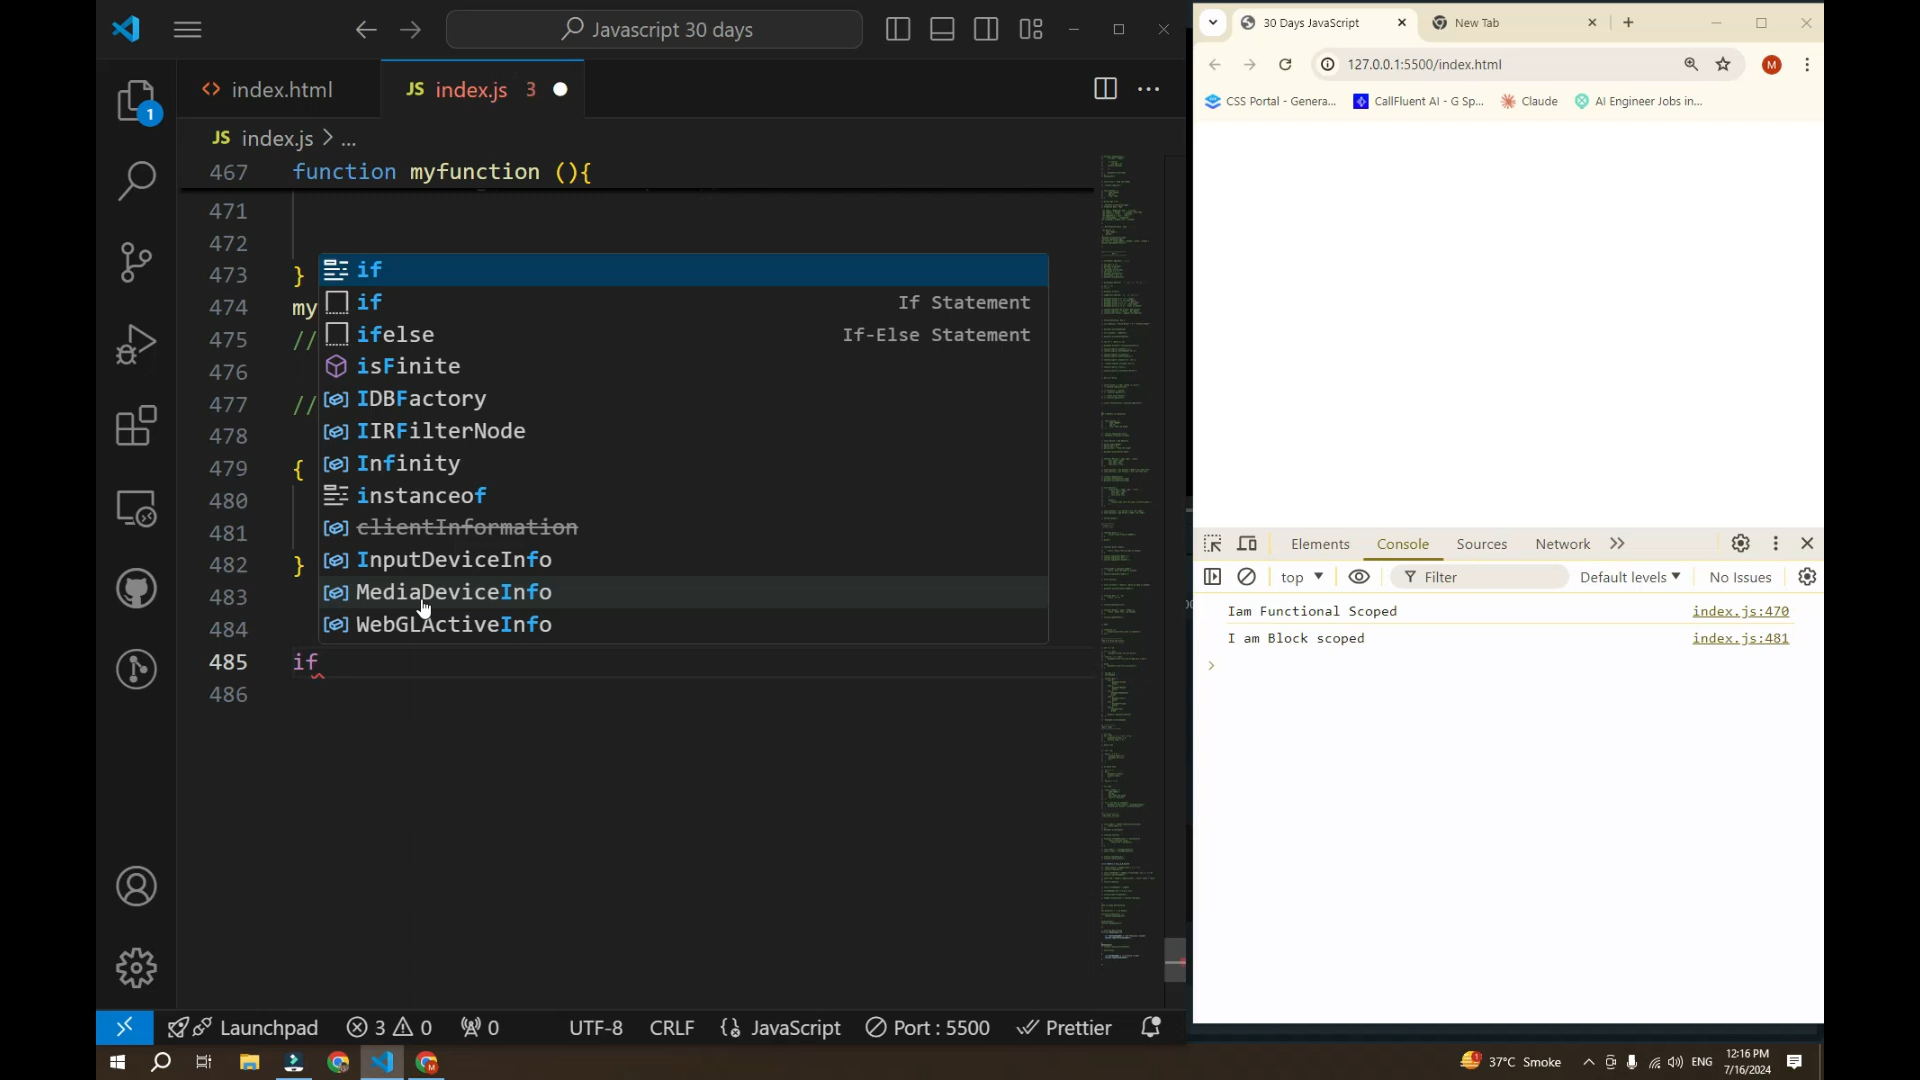 Javascript 30 days
index.html
JS index.js 3
JS index.js > ...
467 function myfunction (){
471
472
473 }
474 my
475 //
476
477 //
478
479 {
480
481
482 }
483
484
485 if
486
if
if If Statement
ifelse If-Else Statement
isFinite
IDBFactory
IIRFilterNode
Infinity
instanceof
clientInformation
InputDeviceInfo
MediaDeviceInfo
WebGLActiveInfo
1
Launchpad 3 0 0 UTF-8 CRLF {} JavaScript Port : 5500 Prettier
30 Days JavaScript
New Tab
127.0.0.1:5500/index.html
M
CSS Portal - Genera...
CallFluent AI - G Sp...
Claude
AI Engineer Jobs in...
Elements Console Sources Network
top Filter Default levels No Issues
Iam Functional Scoped index.js:470
I am Block scoped index.js:481
37°C Smoke
ENG
12:16 PM
7/16/2024